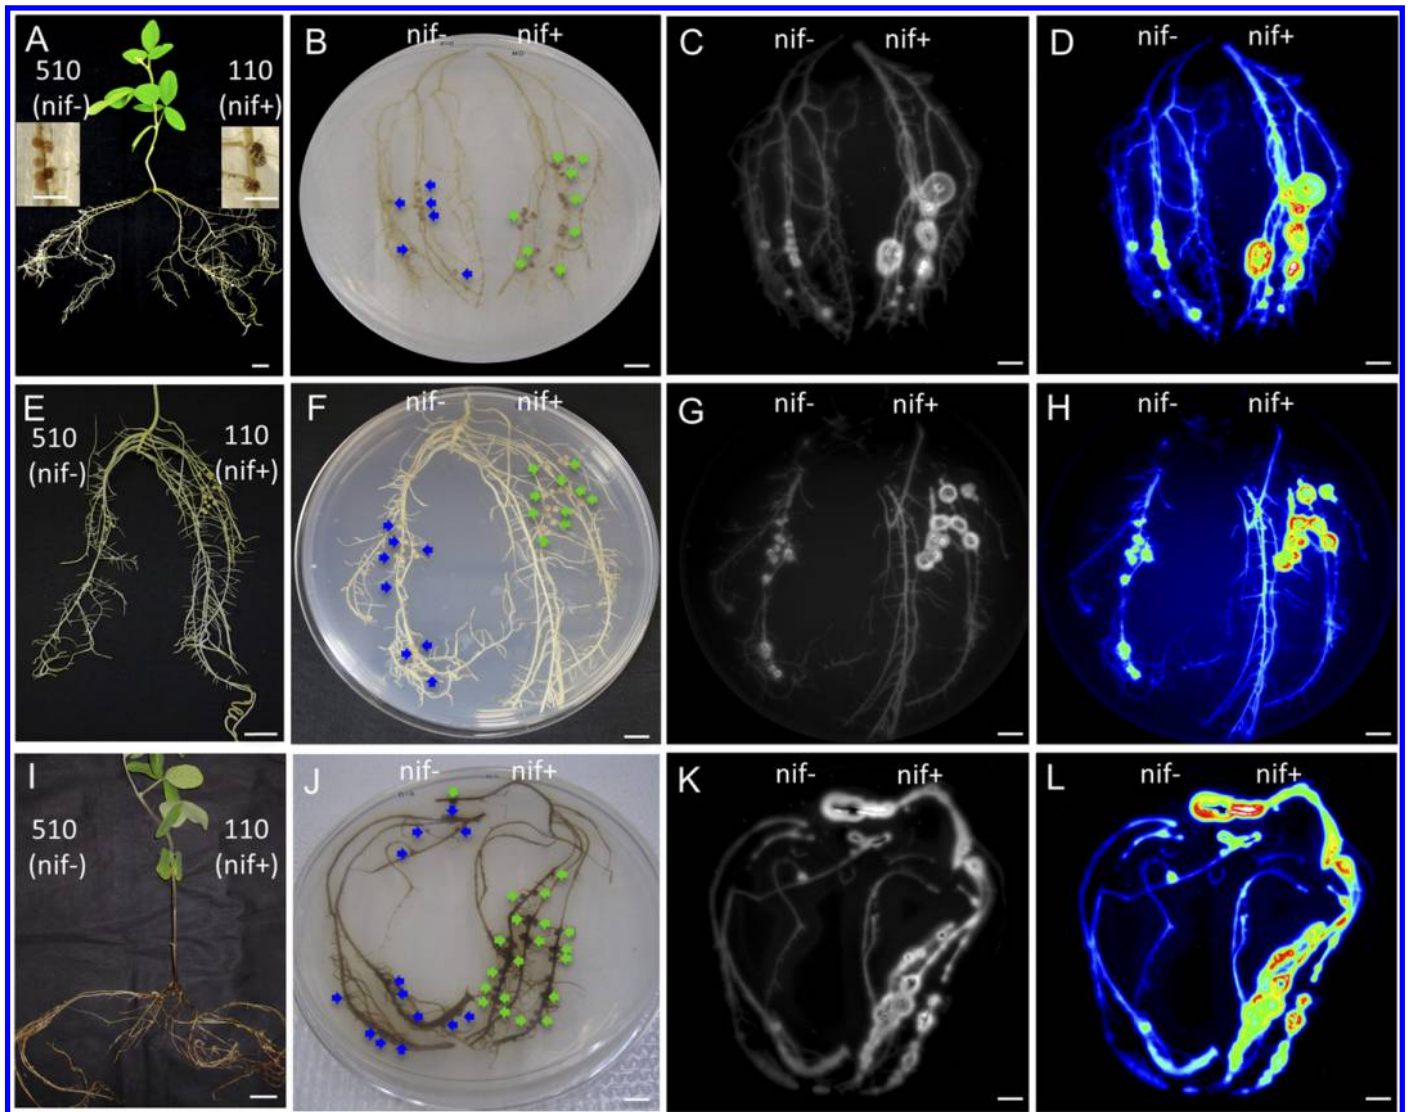 A
510
(nif-)
110
(nif+)
B
nif-
nif+
C
nif-
nif+
D
nif-
nif+
E
510
(nif-)
110
(nif+)
F
nif-
nif+
G
nif-
nif+
H
nif-
nif+
I
510
(nif-)
110
(nif+)
J
nif-
nif+
K
nif-
nif+
L
nif-
nif+